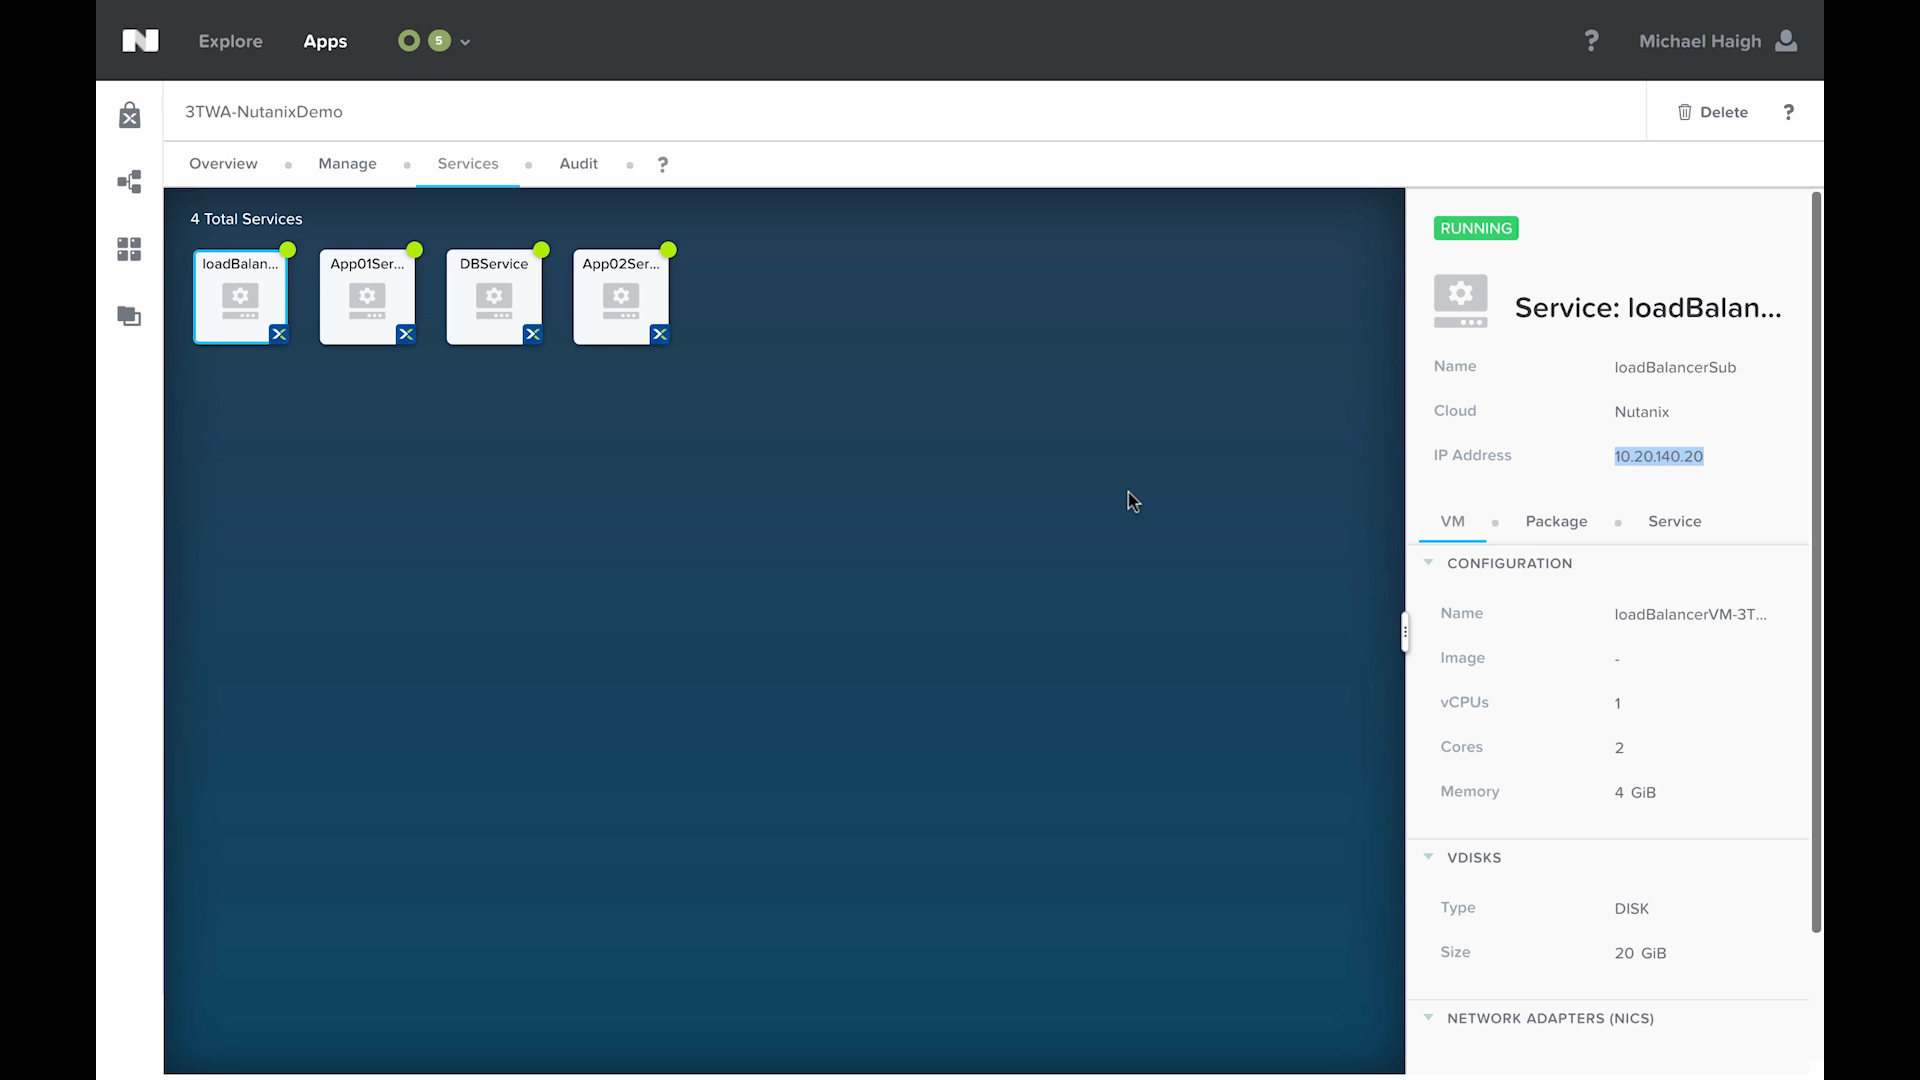 N Explore Apps 5 ? Michael Haigh
3TWA-NutanixDemo Delete ?
Overview Manage Services Audit ?
4 Total Services
loadBalan... App01Ser... DBService App02Ser...
RUNNING
Service: loadBalan...
Name loadBalancerSub
Cloud Nutanix
IP Address 10.20.140.20
VM Package Service
CONFIGURATION
Name loadBalancerVM-3T...
Image -
vCPUs 1
Cores 2
Memory 4 GiB
VDISKS
Type DISK
Size 20 GiB
NETWORK ADAPTERS (NICS)